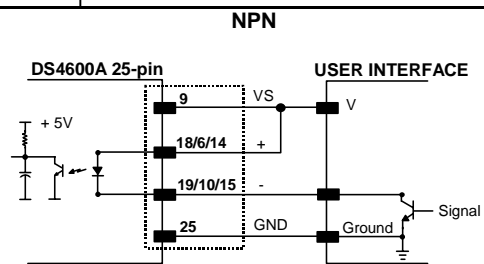 NPN
DS4600A 25-pin
USER INTERFACE
9
VS
V
+ 5V
18/6/14
+
19/10/15
-
Signal
25
GND
Ground